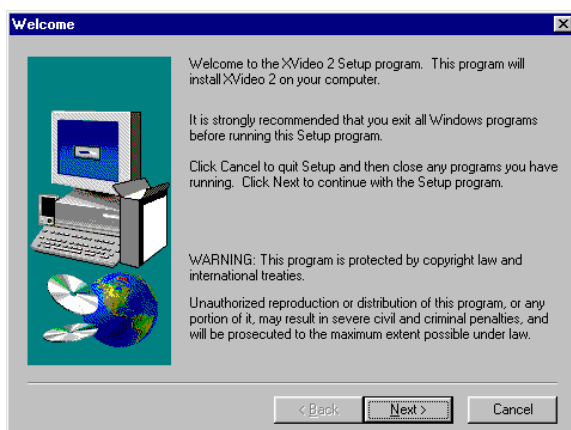 Welcome
Welcome to the XVideo 2 Setup program. This program will
install XVideo 2 on your computer.
It is strongly recommended that you exit all Windows programs
before running this Setup program.
Click Cancel to quit Setup and then close any programs you have
running. Click Next to continue with the Setup program.
WARNING: This program is protected by copyright law and
international treaties.
Unauthorized reproduction or distribution of this program, or any
portion of it, may result in severe civil and criminal penalties, and
will be prosecuted to the maximum extent possible under law.
< Back
Next >
Cancel